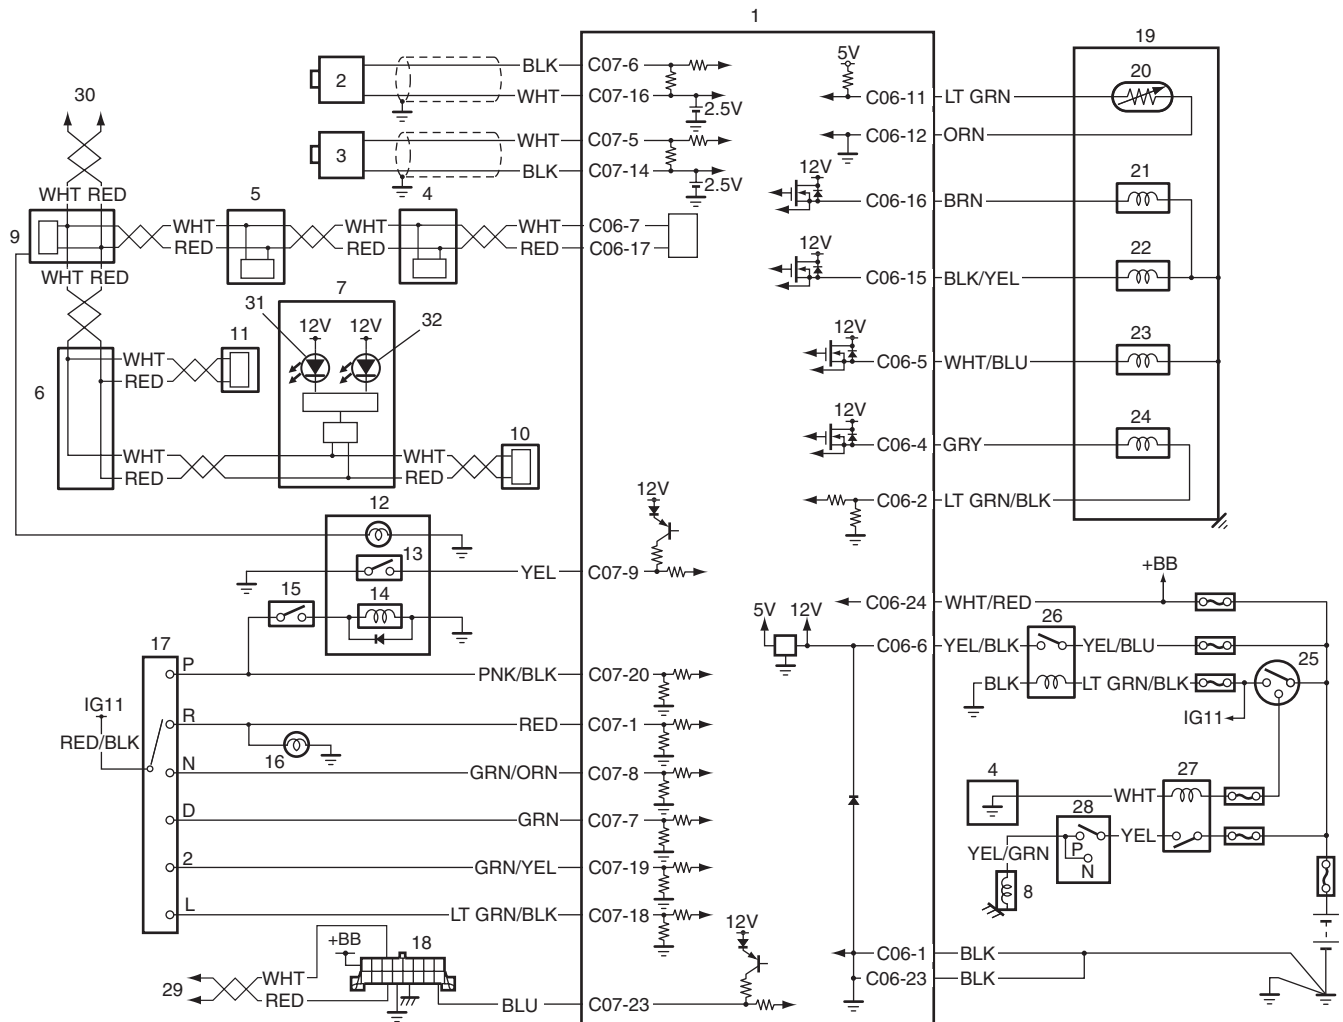 1
2 BLK C07-6
WHT C07-16
2.5V
3 WHT C07-5
BLK C07-14
2.5V
30
WHT RED
9
5
4
WHT WHT WHT C06-7
RED RED RED C06-17
WHT RED
7
31
32
12V 12V
6
11
WHT
RED
10
WHT WHT
RED RED
12
13
YEL C07-9
12V
14
15
17
IG11
RED/BLK
P PNK/BLK C07-20
R RED C07-1
16
N GRN/ORN C07-8
D GRN C07-7
2 GRN/YEL C07-19
L LT GRN/BLK C07-18
+BB
18
29
WHT
RED
BLU C07-23
12V
5V
C06-11 LT GRN
C06-12 ORN
12V
C06-16 BRN
12V
C06-15 BLK/YEL
12V
C06-5 WHT/BLU
12V
C06-4 GRY
C06-2 LT GRN/BLK
19
20
21
22
23
24
+BB
C06-24 WHT/RED
5V 12V
26
C06-6 YEL/BLK YEL/BLU
25
BLK LT GRN/BLK
IG11
4
27
WHT
28
YEL
P
N
YEL/GRN
8
C06-1 BLK
C06-23 BLK